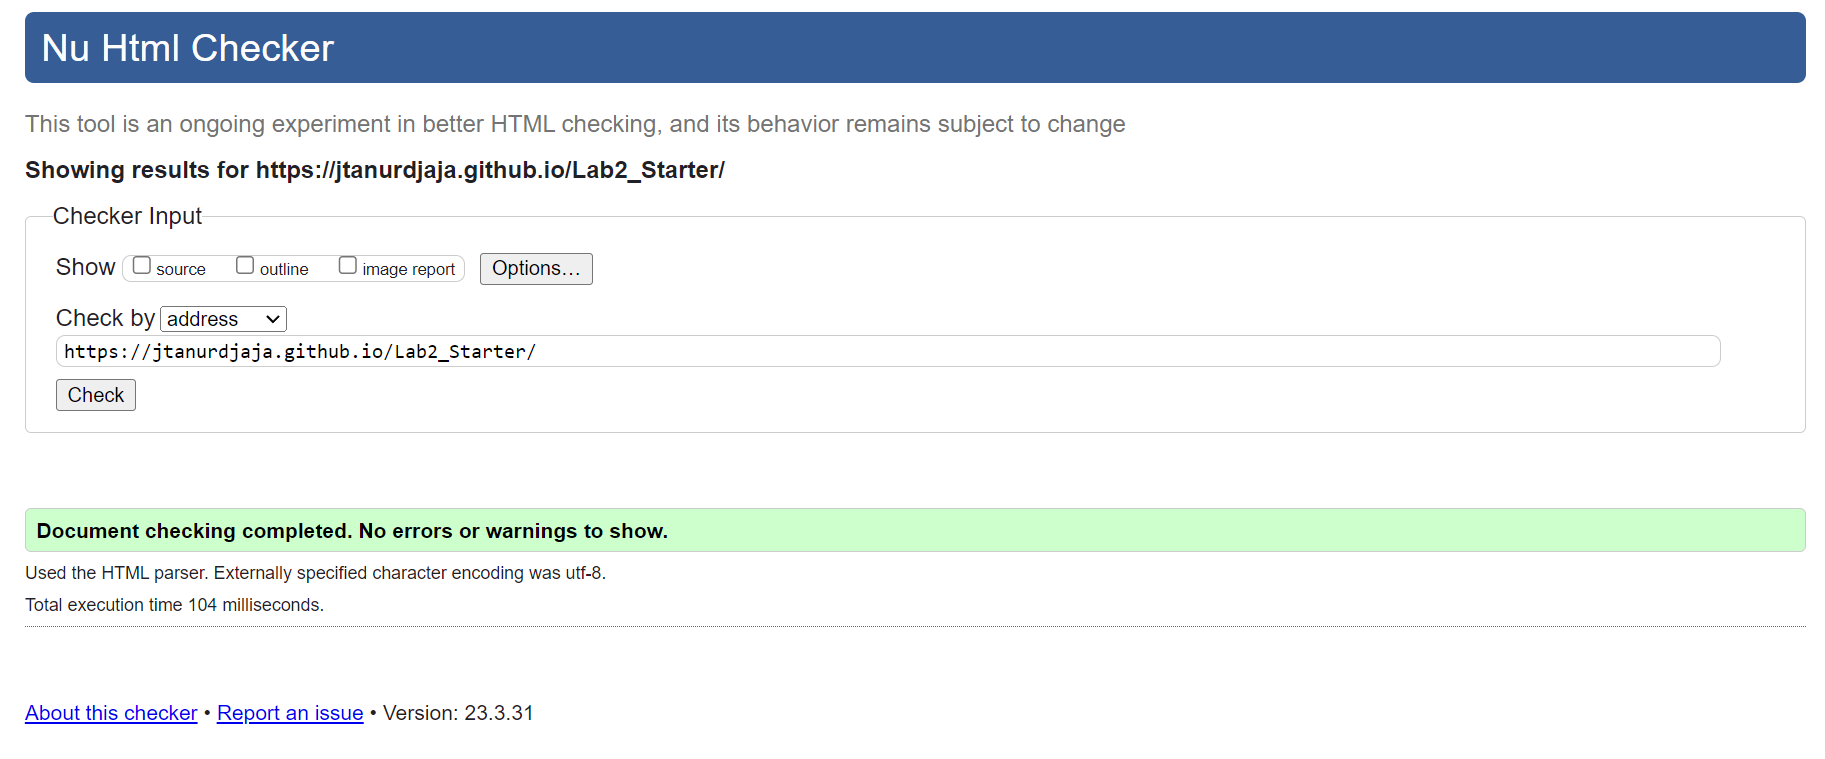 Nu Html Checker
This tool is an ongoing experiment in better HTML checking, and its behavior remains subject to change
Showing results for https://jtanurdjaja.github.io/Lab2_Starter/
Checker Input
Show source outline image report Options...
Check by address
https://jtanurdjaja.github.io/Lab2_Starter/
Check
Document checking completed. No errors or warnings to show.
Used the HTML parser. Externally specified character encoding was utf-8.
Total execution time 104 milliseconds.
About this checker • Report an issue • Version: 23.3.31